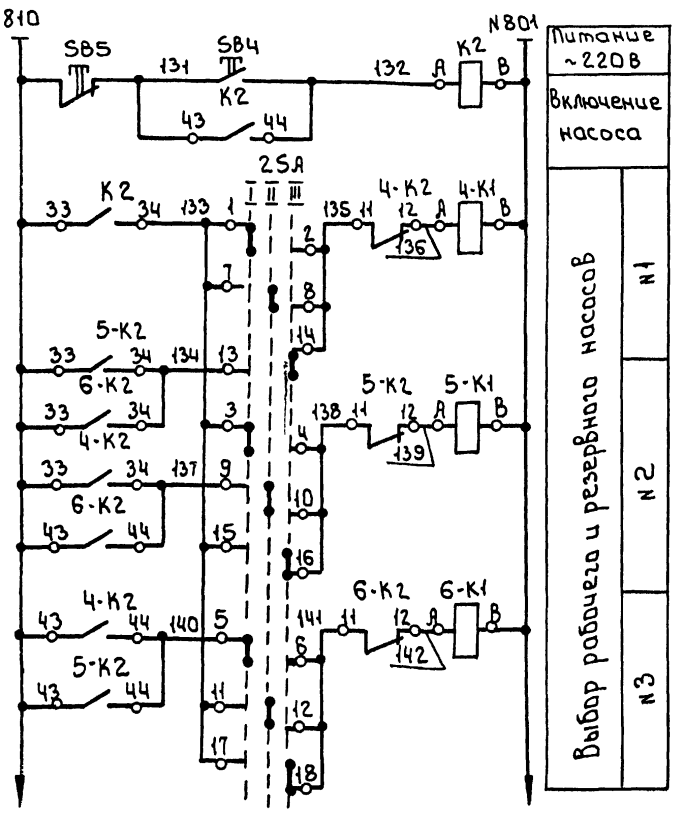 810
N801
SB5
131
SB4
132
A
K2
B
Питание
~220В
K2
43
44
Включение
насоса
2SA
I II III
33
K2
34
133
1
2
135
11
4-K2
12
136
A
4-K1
B
7
8
14
N1
5-K2
33
34
134
13
6-K2
33
34
3
4
138
11
5-K2
12
139
A
5-K1
B
4-K2
33
34
137
9
10
6-K2
43
44
15
16
N2
4-K2
43
44
140
5
6
141
11
6-K2
12
142
A
6-K1
B
5-K2
43
44
11
12
17
18
N3
Выбор рабочего и резервного насосов